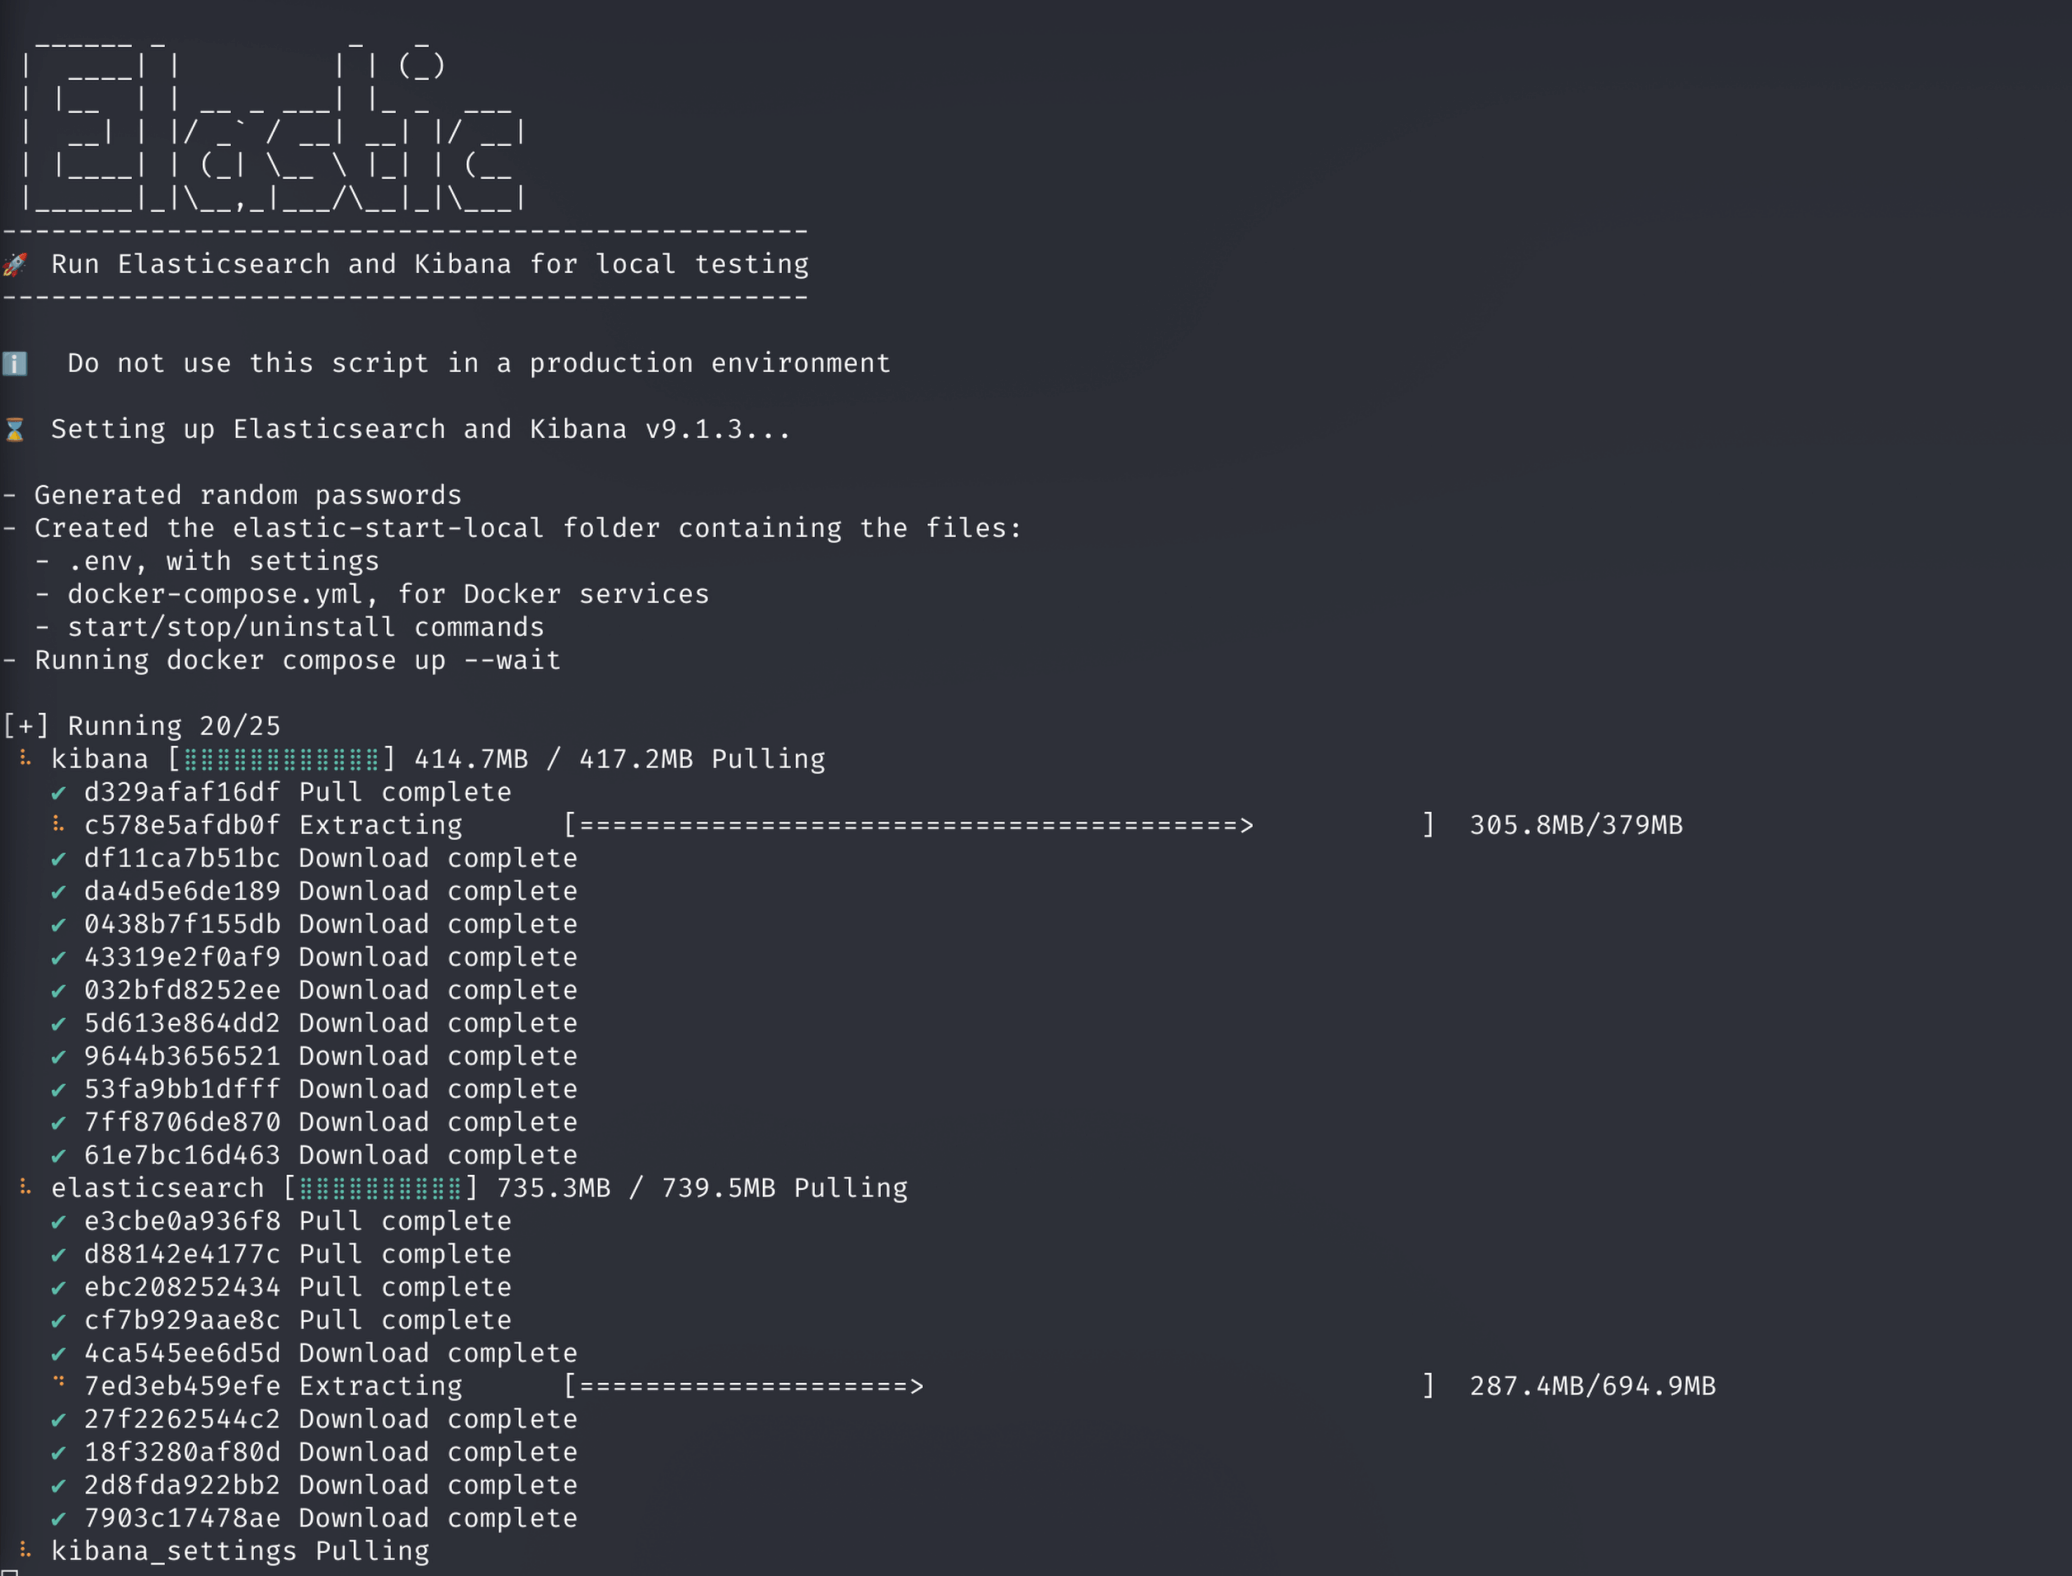 ______ _           _   _
 |  ____| |         | | (_)
 | |__  | | __ _ ___| |_ _  ___
 |  __| | |/ _` / __| __| |/ __|
 | |____| | (_| \__ \ |_| | (__
 |______|_|\__,_|___/\__|_|\___|
-------------------------------------------------
🚀 Run Elasticsearch and Kibana for local testing
-------------------------------------------------
ℹ️  Do not use this script in a production environment
⌛️ Setting up Elasticsearch and Kibana v9.1.3...
- Generated random passwords
- Created the elastic-start-local folder containing the files:
  - .env, with settings
  - docker-compose.yml, for Docker services
  - start/stop/uninstall commands
- Running docker compose up --wait
[+] Running 20/25
 ⠧ kibana [⣿⣿⣿⣿⣿⣿⣿⣿⣿⣿⣿⣿] 414.7MB / 417.2MB Pulling
   ✔ d329afaf16df Pull complete
   ⠧ c578e5afdb0f Extracting      [========================================>          ]  305.8MB/379MB
   ✔ df11ca7b51bc Download complete
   ✔ da4d5e6de189 Download complete
   ✔ 0438b7f155db Download complete
   ✔ 43319e2f0af9 Download complete
   ✔ 032bfd8252ee Download complete
   ✔ 5d613e864dd2 Download complete
   ✔ 9644b3656521 Download complete
   ✔ 53fa9bb1dfff Download complete
   ✔ 7ff8706de870 Download complete
   ✔ 61e7bc16d463 Download complete
 ⠧ elasticsearch [⣿⣿⣿⣿⣿⣿⣿⣿⣿⣿] 735.3MB / 739.5MB Pulling
   ✔ e3cbe0a936f8 Pull complete
   ✔ d88142e4177c Pull complete
   ✔ ebc208252434 Pull complete
   ✔ cf7b929aae8c Pull complete
   ✔ 4ca545ee6d5d Download complete
   ⠙ 7ed3eb459efe Extracting      [====================>                              ]  287.4MB/694.9MB
   ✔ 27f2262544c2 Download complete
   ✔ 18f3280af80d Download complete
   ✔ 2d8fda922bb2 Download complete
   ✔ 7903c17478ae Download complete
 ⠧ kibana_settings Pulling